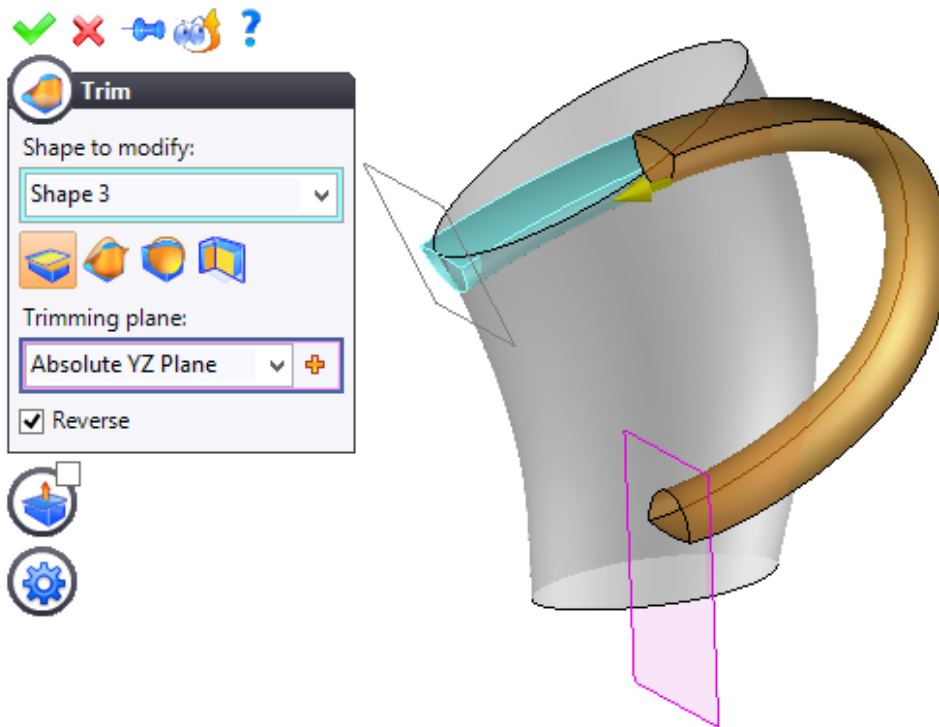 ?
Trim
Shape to modify:
Shape 3
Trimming plane:
Absolute YZ Plane
Reverse